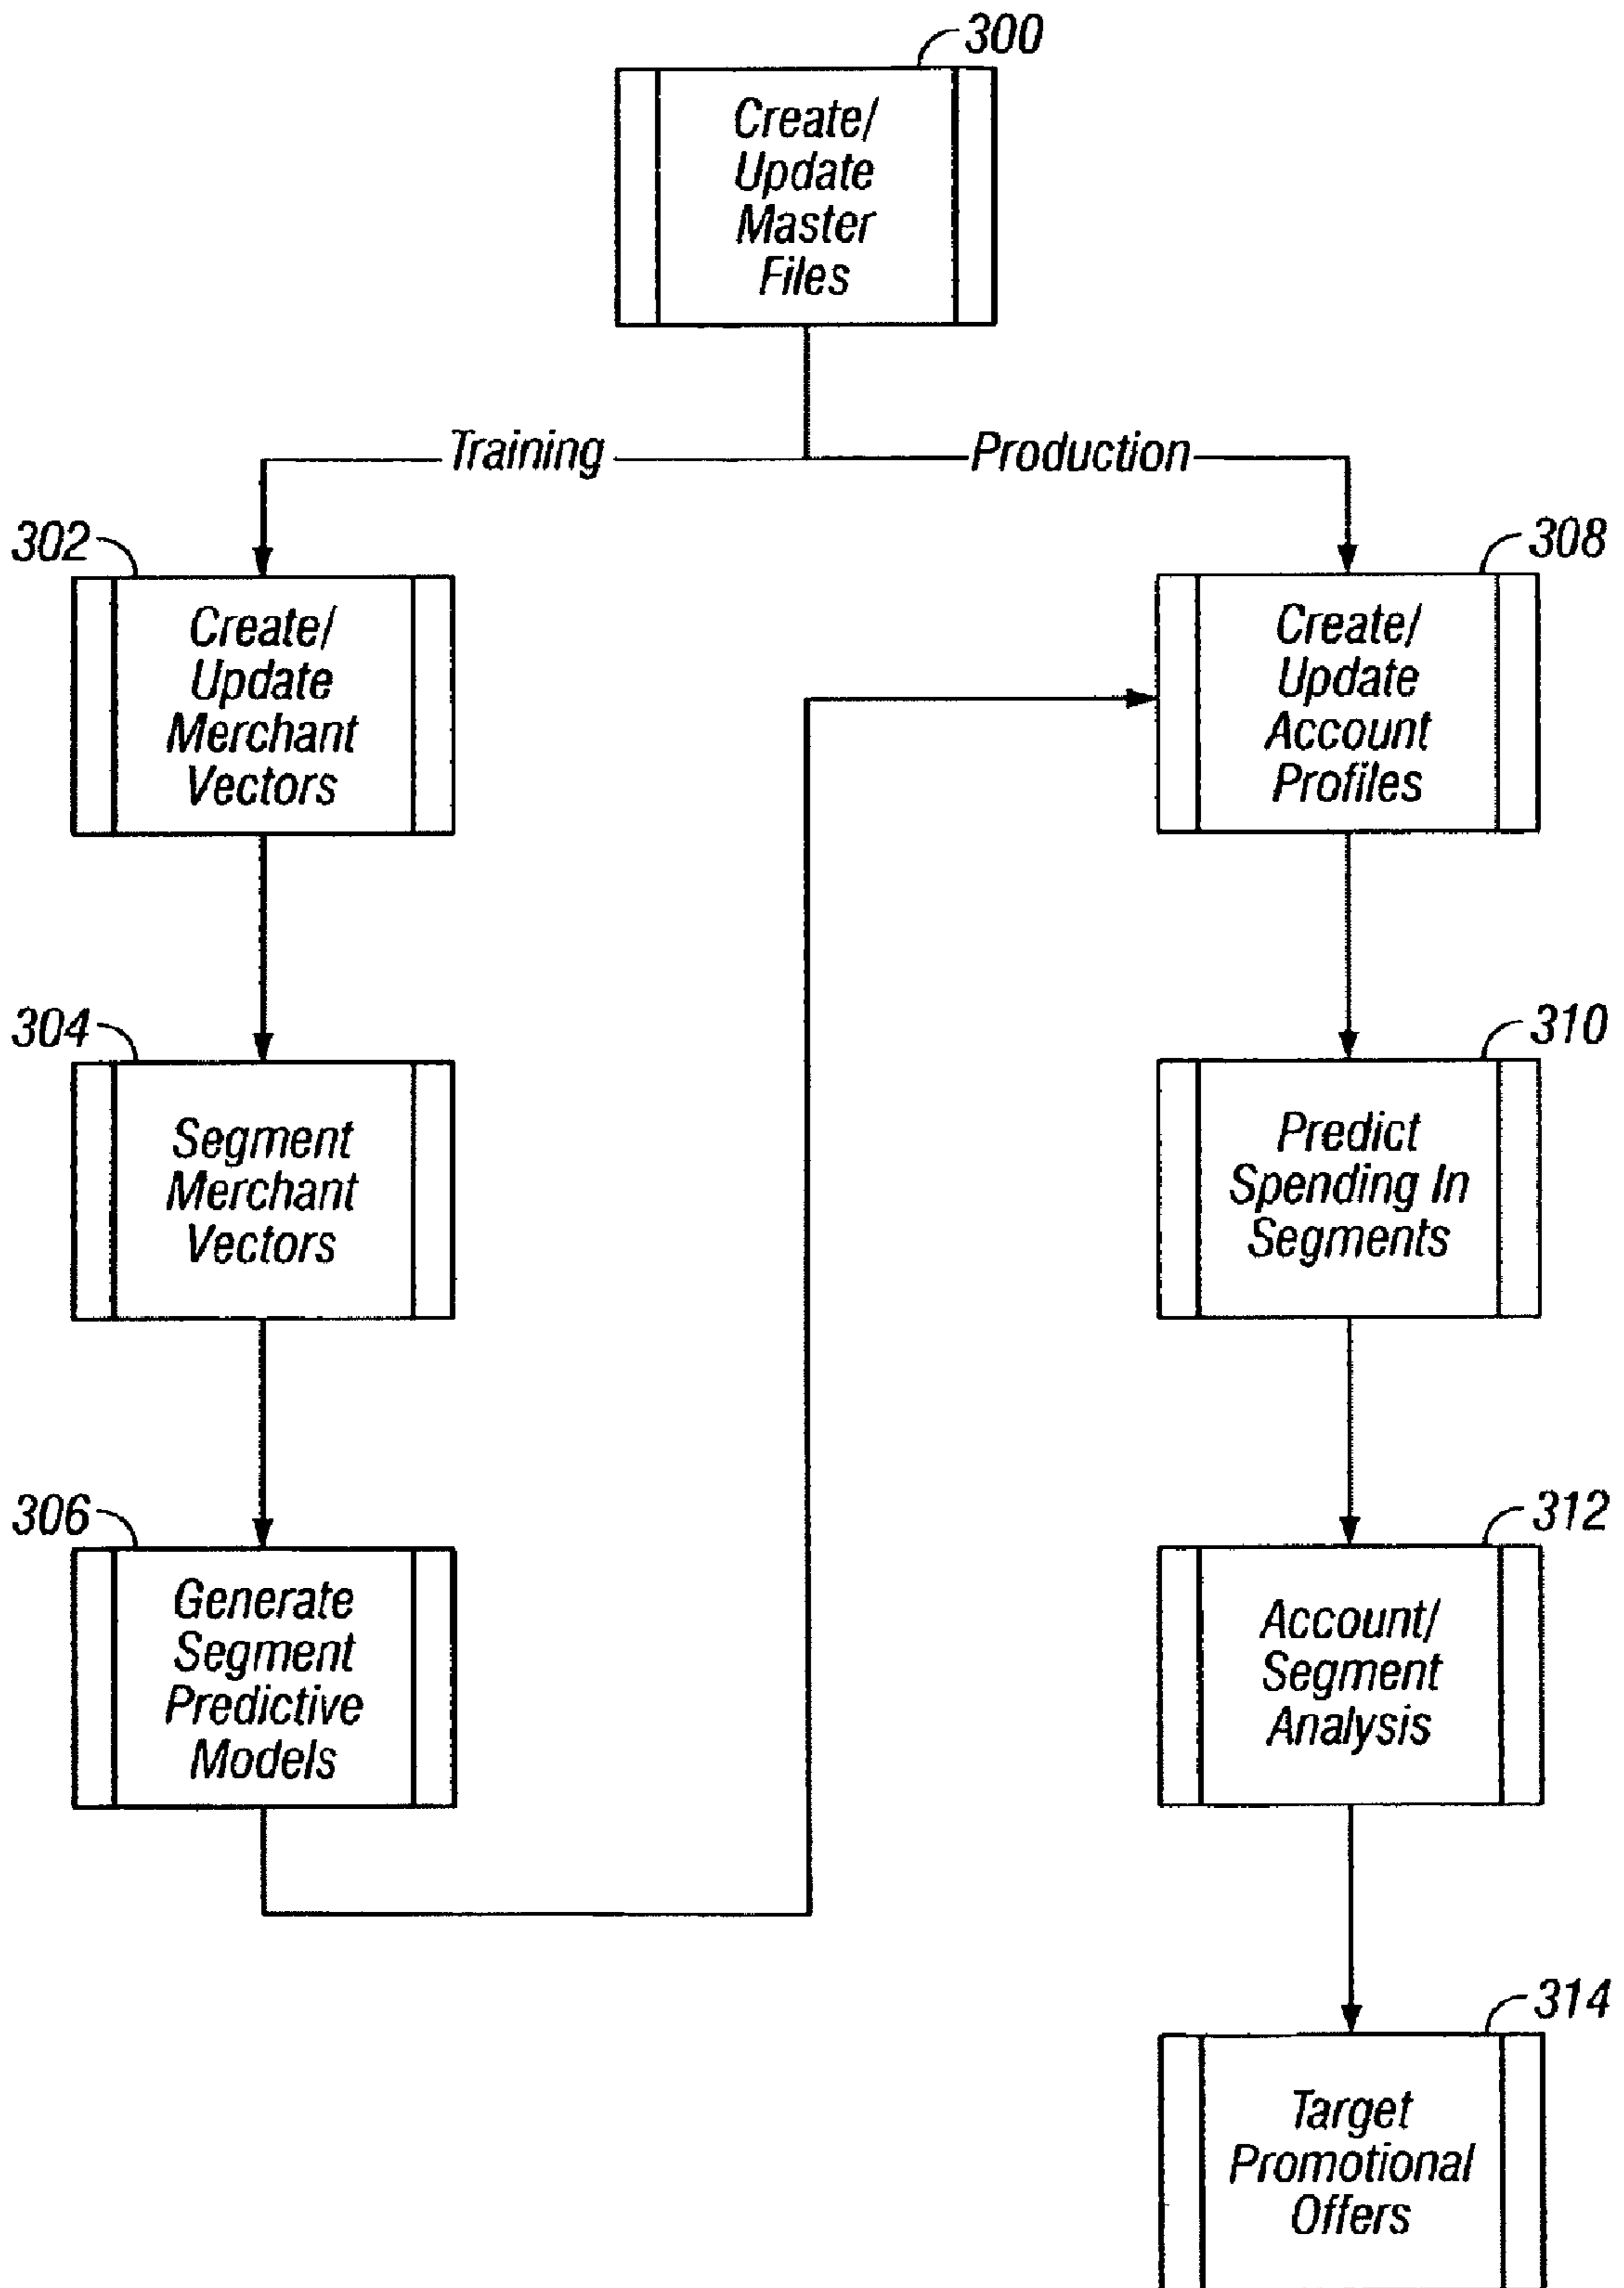 300
Create/
Update
Master
Files
Training
Production
302
Create/
Update
Merchant
Vectors
308
Create/
Update
Account
Profiles
304
Segment
Merchant
Vectors
310
Predict
Spending In
Segments
306
Generate
Segment
Predictive
Models
312
Account/
Segment
Analysis
314
Target
Promotional
Offers